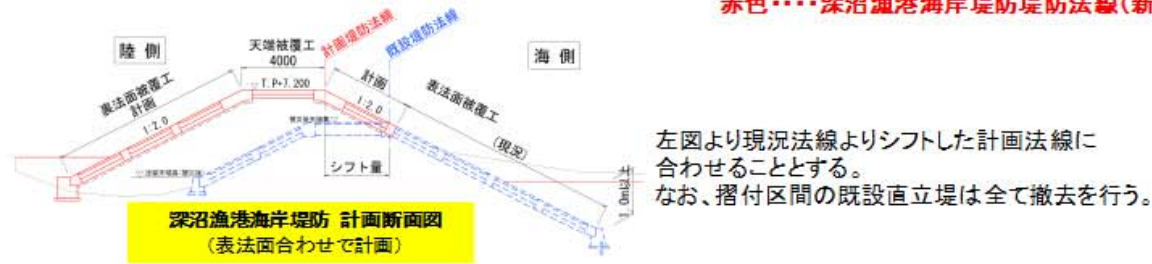 赤色・・・・深沼漁港海岸堤防堤防法線(新
計画堤防法線
既設堤防法線
陸 側
天端被覆工
4000
海 側
T.P+7.200
裏法面被覆工
計画
1:2.0
計画
1:2.0
表法面被覆工
(現況)
シフト量
深沼漁港海岸堤防 計画断面図
(表法面合わせで計画)
左図より現況法線よりシフトした計画法線に
合わせることとする。
なお、摺付区間の既設直立堤は全て撤去を行う。